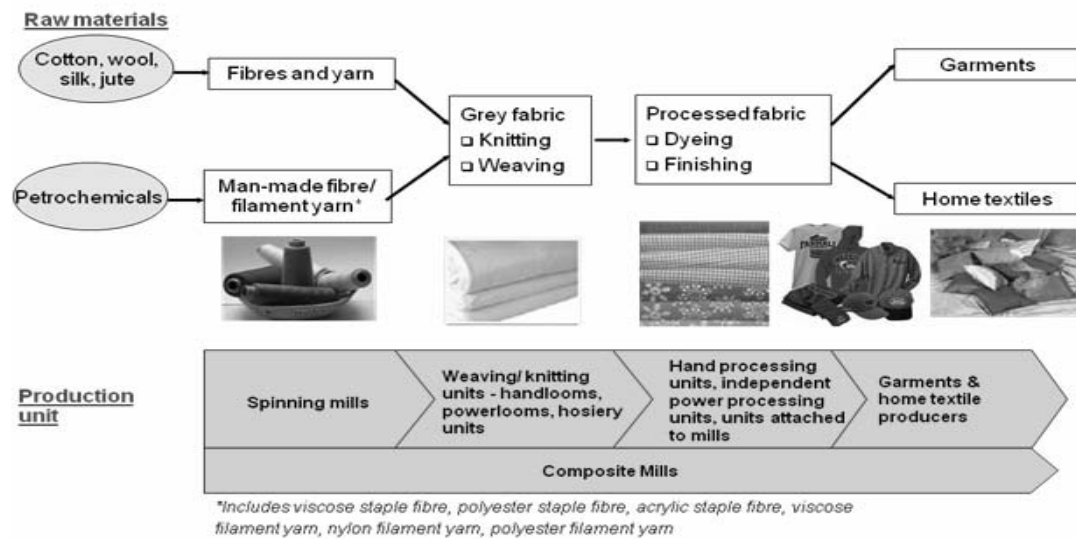 Raw materials
Cotton, wool,
silk, jute
Fibres and yarn
Petrochemicals
Man-made fibre/
filament yarn*
Grey fabric
❑ Knitting
❑ Weaving
Processed fabric
❑ Dyeing
❑ Finishing
Garments
Home textiles
Production
unit
Spinning mills
Weaving/ knitting
units - handlooms,
powerlooms, hosiery
units
Hand processing
units, independent
power processing
units, units attached
to mills
Garments &
home textile
producers
Composite Mills
*Includes viscose staple fibre, polyester staple fibre, acrylic staple fibre, viscose
filament yarn, nylon filament yarn, polyester filament yarn